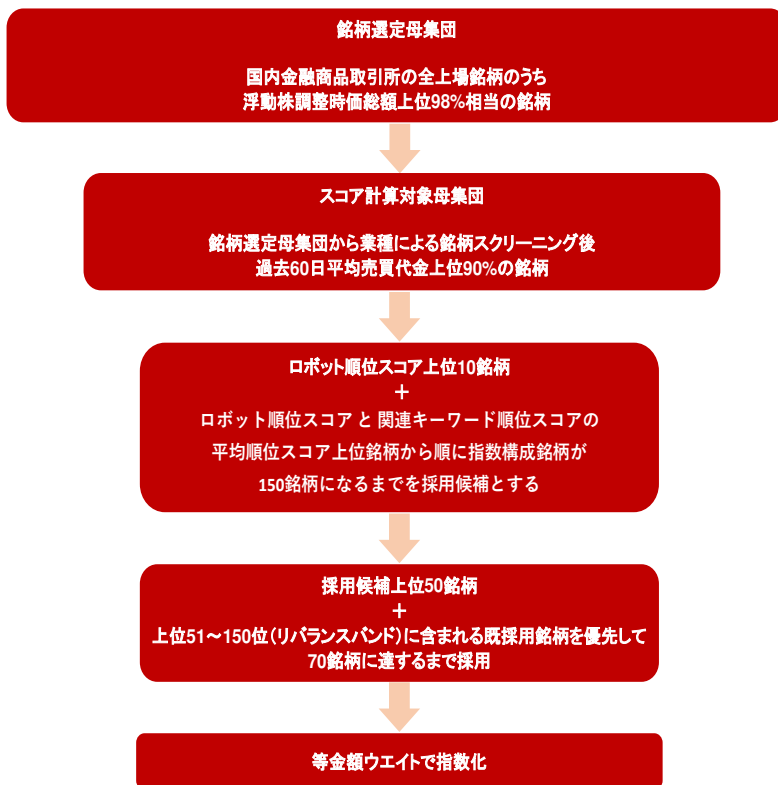 銘柄選定母集団
国内金融商品取引所の全上場銘柄のうち
浮動株調整時価総額上位98%相当の銘柄
スコア計算対象母集団
銘柄選定母集団から業種による銘柄スクリーニング後
過去60日平均売買代金上位90%の銘柄
ロボット順位スコア上位10銘柄
+
ロボット順位スコア と 関連キーワード順位スコアの
平均順位スコア上位銘柄から順に指数構成銘柄が
150銘柄になるまでを採用候補とする
採用候補上位50銘柄
+
上位51～150位（リバランスバンド）に含まれる既採用銘柄を優先して
70銘柄に達するまで採用
等金額ウエイトで指数化